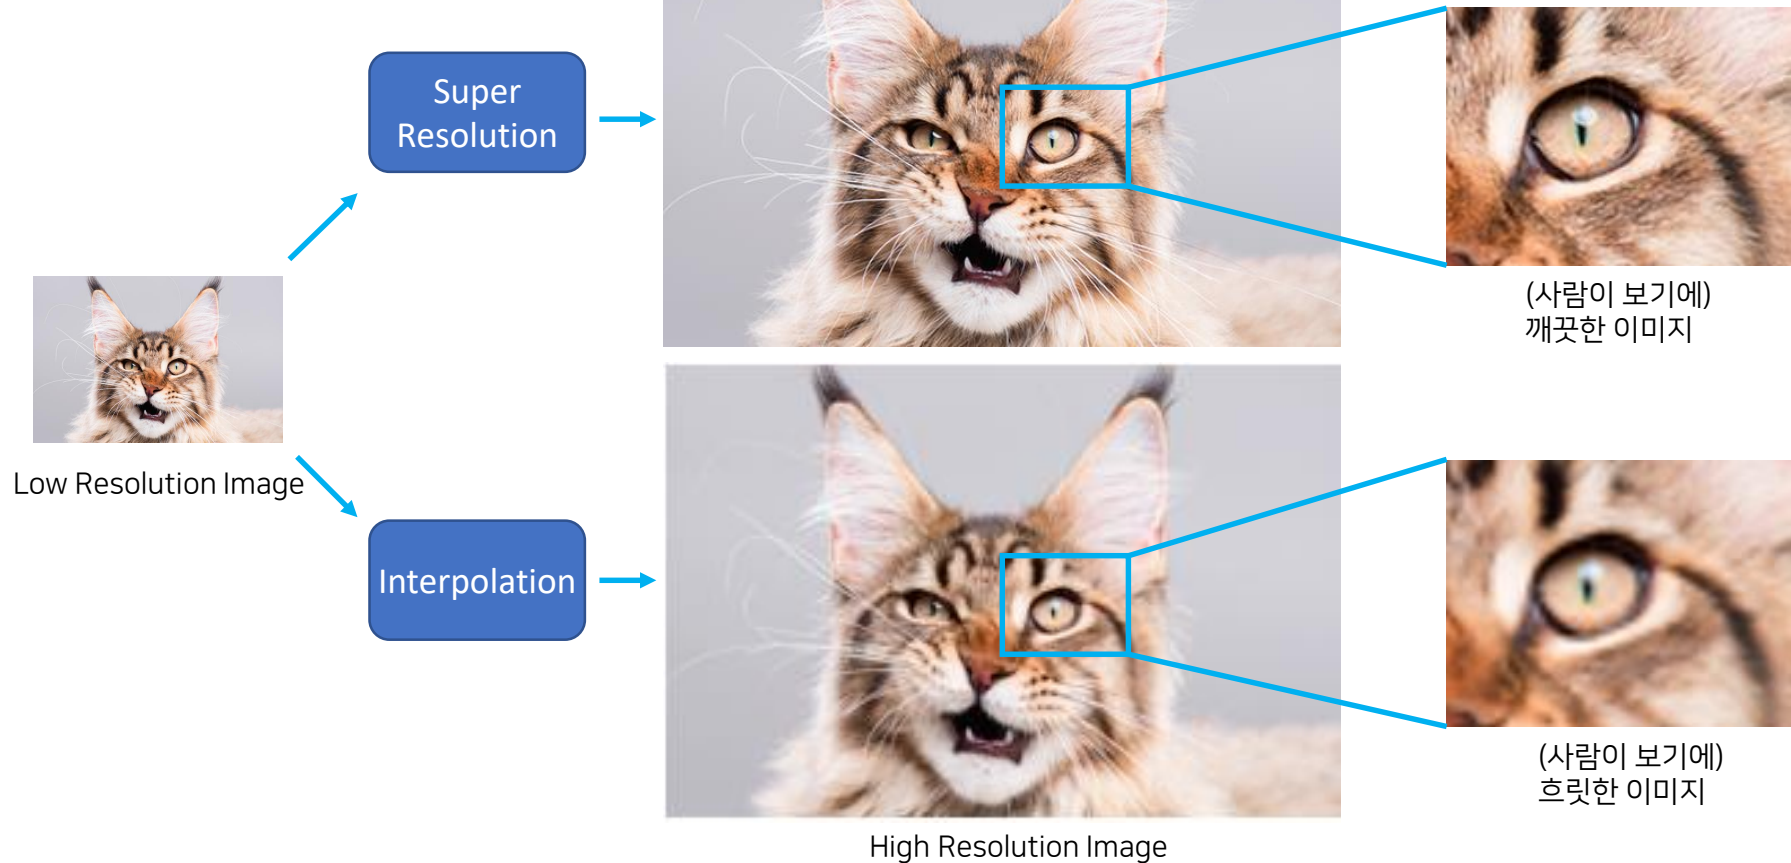 Super
Resolution
(사람이 보기에)
깨끗한 이미지
Low Resolution Image
Interpolation
(사람이 보기에)
흐릿한 이미지
High Resolution Image